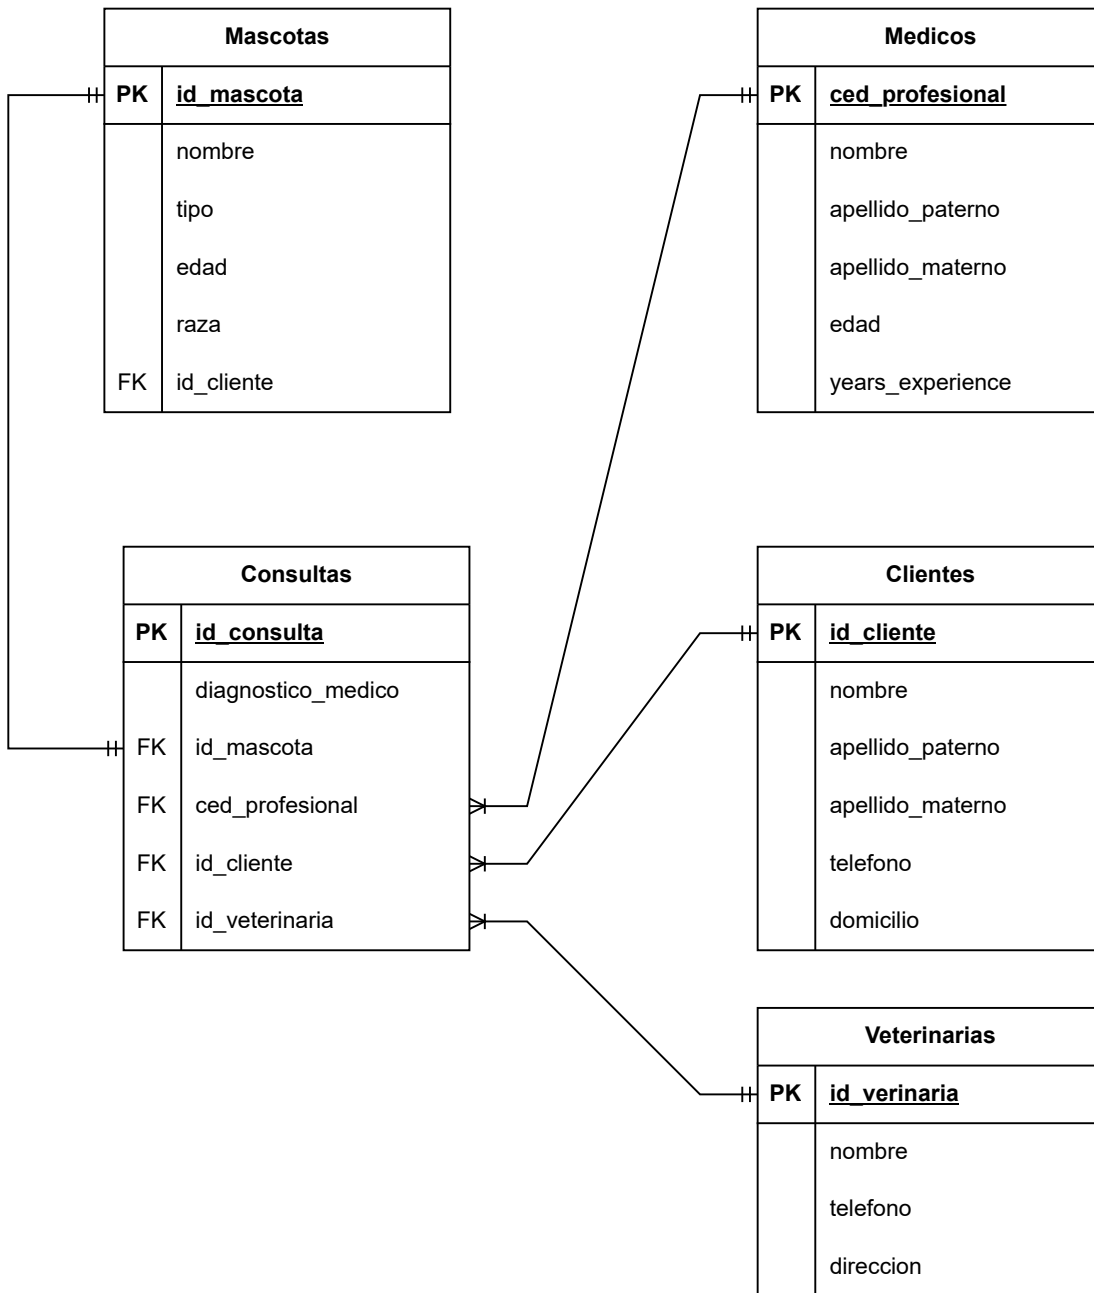 Mascotas
PK id_mascota
nombre
tipo
edad
raza
FK id_cliente
Medicos
PK ced_profesional
nombre
apellido_paterno
apellido_materno
edad
years_experience
Consultas
PK id_consulta
diagnostico_medico
FK id_mascota
FK ced_profesional
FK id_cliente
FK id_veterinaria
Clientes
PK id_cliente
nombre
apellido_paterno
apellido_materno
telefono
domicilio
Veterinarias
PK id_verinaria
nombre
telefono
direccion